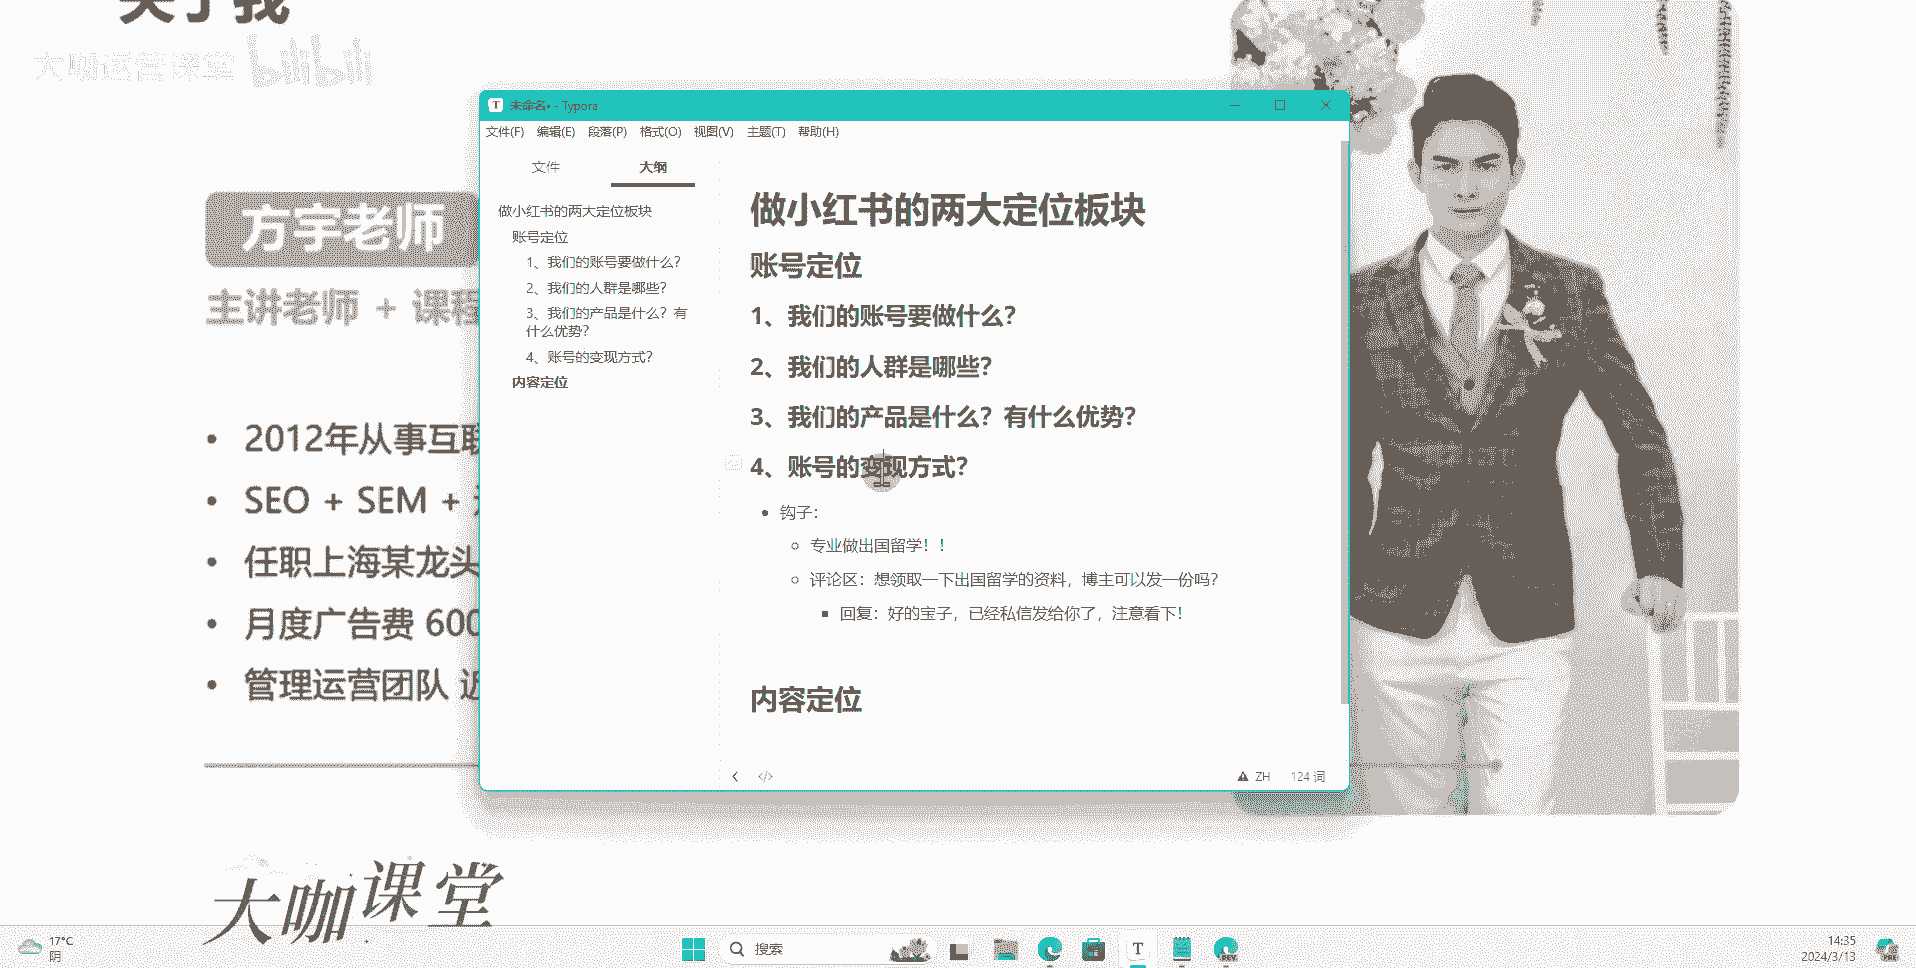 关于我
大咖运营课堂 bilibili
方宇老师
主讲老师 + 课程
2012年从事互联
SEO + SEM +
任职上海某龙头
月度广告费 600
管理运营团队 近
大咖课堂
未命名• - Typora
文件(F) 编辑(E) 段落(P) 格式(O) 视图(V) 主题(T) 帮助(H)
文件 大纲
做小红书的两大定位板块
账号定位
1、我们的账号要做什么?
2、我们的人群是哪些?
3、我们的产品是什么?有
什么优势?
4、账号的变现方式?
内容定位
做小红书的两大定位板块
账号定位
1、我们的账号要做什么?
2、我们的人群是哪些?
3、我们的产品是什么?有什么优势?
4、账号的变现方式?
钩子:
专业做出国留学!!
评论区:想领取一下出国留学的资料,博主可以发一份吗?
回复:好的宝子,已经私信发给你了,注意看下!
内容定位
ZH 124 词
17°C
阴
搜索
T
DEV
14:35
2024/3/13
PRE